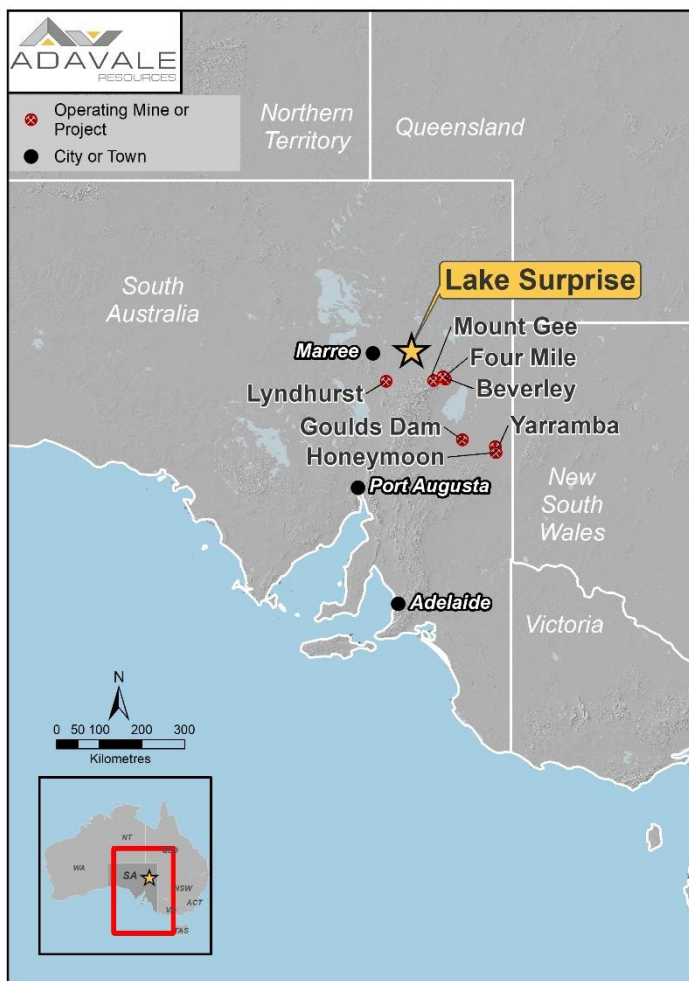 ADAVALE
RESOURCES
Operating Mine or
Project
City or Town
Northern
Territory
Queensland
South
Australia
Lake Surprise
Mount Gee
Marree
Four Mile
Lyndhurst
Beverley
Goulds Dam
Yarramba
Honeymoon
Port Augusta
New
South
Wales
Adelaide
Victoria
N
0 50 100 200 300
Kilometres
NT
QLD
WA
SA
NSW
ACT
TAS